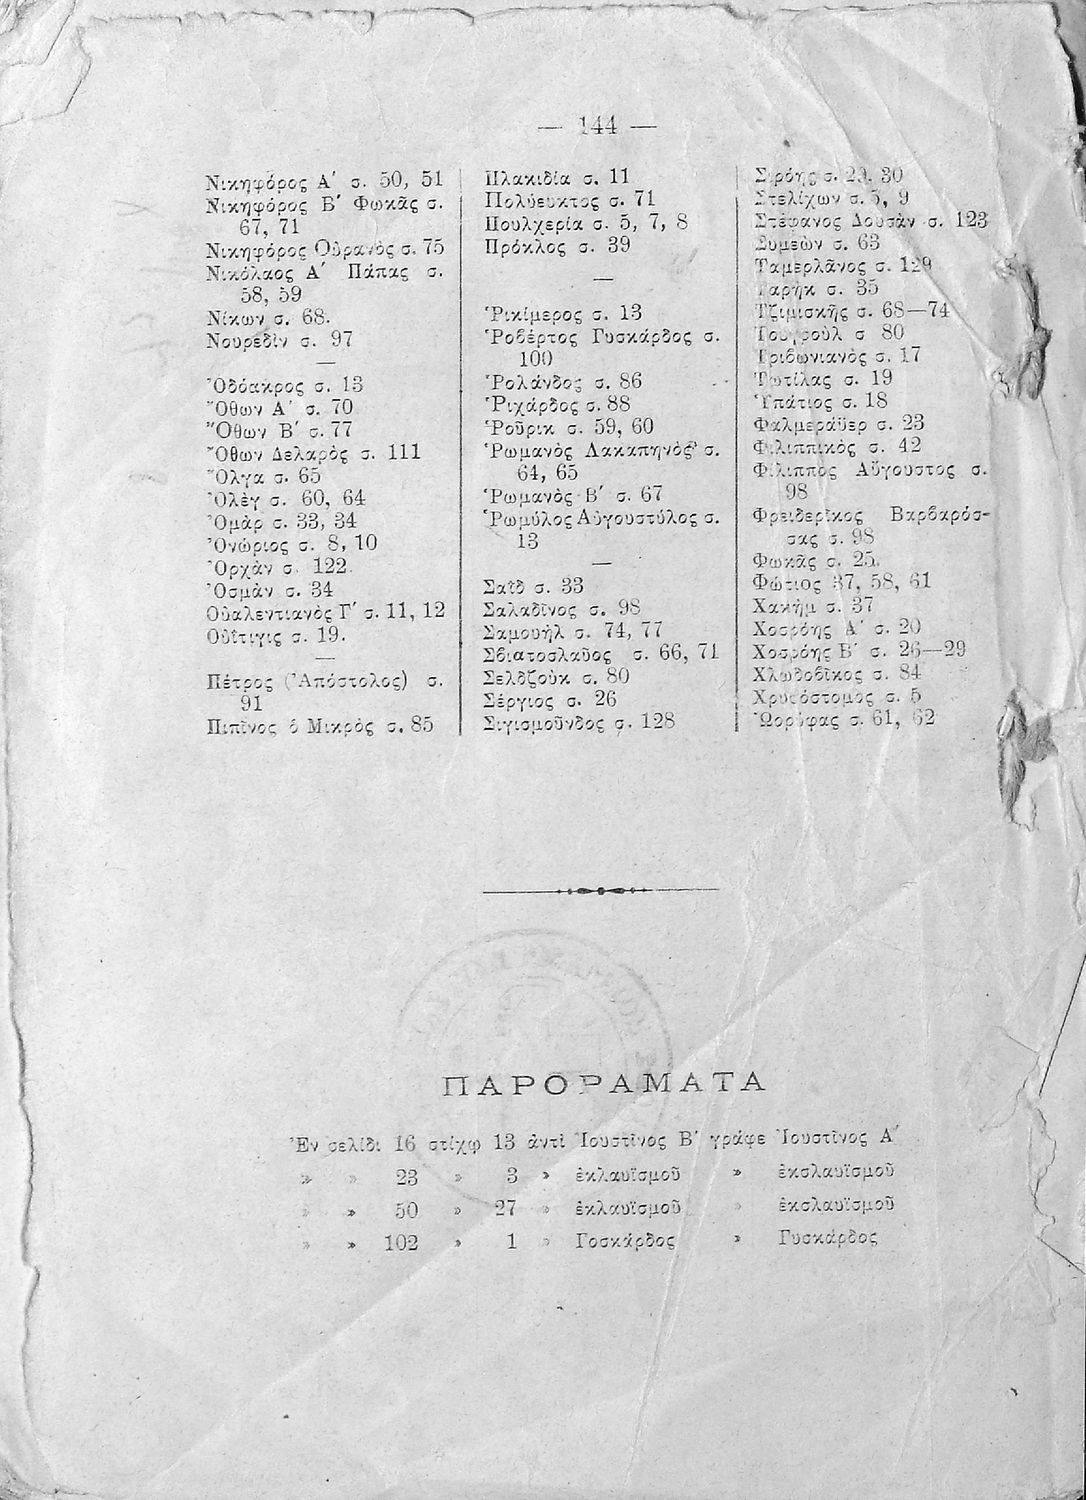 — 144 —
Νικηφόρος Α΄ σ. 50, 51
Νικηφόρος Β΄ Φωκᾶς σ.
67, 71
Νικηφόρος Οὐρανὸς σ. 75
Νικόλαος Α΄ Πάπας σ.
58, 59
Νίκων σ. 68.
Νουρεδὶν σ. 97
—
Ὀδόακρος σ. 13
Ὄθων Α΄ σ. 70
Ὄθων Β΄ σ. 77
Ὄθων Δελαρὸς σ. 111
Ὄλγα σ. 65
Ὀλὲγ σ. 60, 64
Ὀμὰρ σ. 33, 34
Ὀνώριος σ. 8, 10
Ὀρχὰν σ. 122
Ὀσμὰν σ. 34
Οὐαλεντιανὸς Γ΄ σ. 11, 12
Οὐΐτιγις σ. 19.
—
Πέτρος (Ἀπόστολος) σ.
91
Πιπῖνος ὁ Μικρὸς σ. 85
Πλακιδία σ. 11
Πολύευκτος σ. 71
Πουλχερία σ. 5, 7, 8
Πρόκλος σ. 39
—
Ῥικίμερος σ. 13
Ῥοβέρτος Γυσκάρδος σ.
100
Ῥολάνδος σ. 86
Ῥιχάρδος σ. 88
Ῥοῦρικ σ. 59, 60
Ῥωμανὸς Λακαπηνὸς σ.
64, 65
Ῥωμανὸς Β΄ σ. 67
Ῥωμύλος Αὐγουστύλος σ.
13
—
Σαῒδ σ. 33
Σαλαδῖνος σ. 98
Σαμουὴλ σ. 74, 77
Σβιατοσλαῦος σ. 66, 71
Σελδζοὺκ σ. 80
Σέργιος σ. 26
Σιγισμοῦνδος σ. 128
Σιρόης σ. 29. 30
Στελίχων σ. 5, 9
Στέφανος Δουσὰν σ. 123
Συμεὼν σ. 63
Ταμερλᾶνος σ. 129
Ταρὴκ σ. 35
Τζιμισκῆς σ. 68—74
Τουγροὺλ σ 80
Τριβωνιανὸς σ. 17
Τωτίλας σ. 19
Ὑπάτιος σ. 18
Φαλμεράϋερ σ. 23
Φιλιππικὸς σ. 42
Φίλιππος Αὔγουστος σ.
98
Φρειδερῖκος Βαρβαρόσ-
σας σ. 98
Φωκᾶς σ. 25.
Φώτιος 37, 58, 61
Χακὴμ σ. 37
Χοσρόης Α΄ σ. 20
Χοσρόης Β΄ σ. 26—29
Χλωδοβῖκος σ. 84
Χρυσόστομος σ. 5
Ὠορύφας σ. 61, 62
ΠΑΡΟΡΑΜΑΤΑ
Ἐν σελίδι 16 στίχῳ 13 ἀντὶ Ἰουστῖνος Β΄ γράφε Ἰουστῖνος Α΄
» » 23 » 3 » ἐκλαυϊσμοῦ » ἐκσλαυϊσμοῦ
» » 50 » 27 » ἐκλαυϊσμοῦ » ἐκσλαυϊσμοῦ
» » 102 » 1 » Γοσκάρδος » Γυσκάρδος